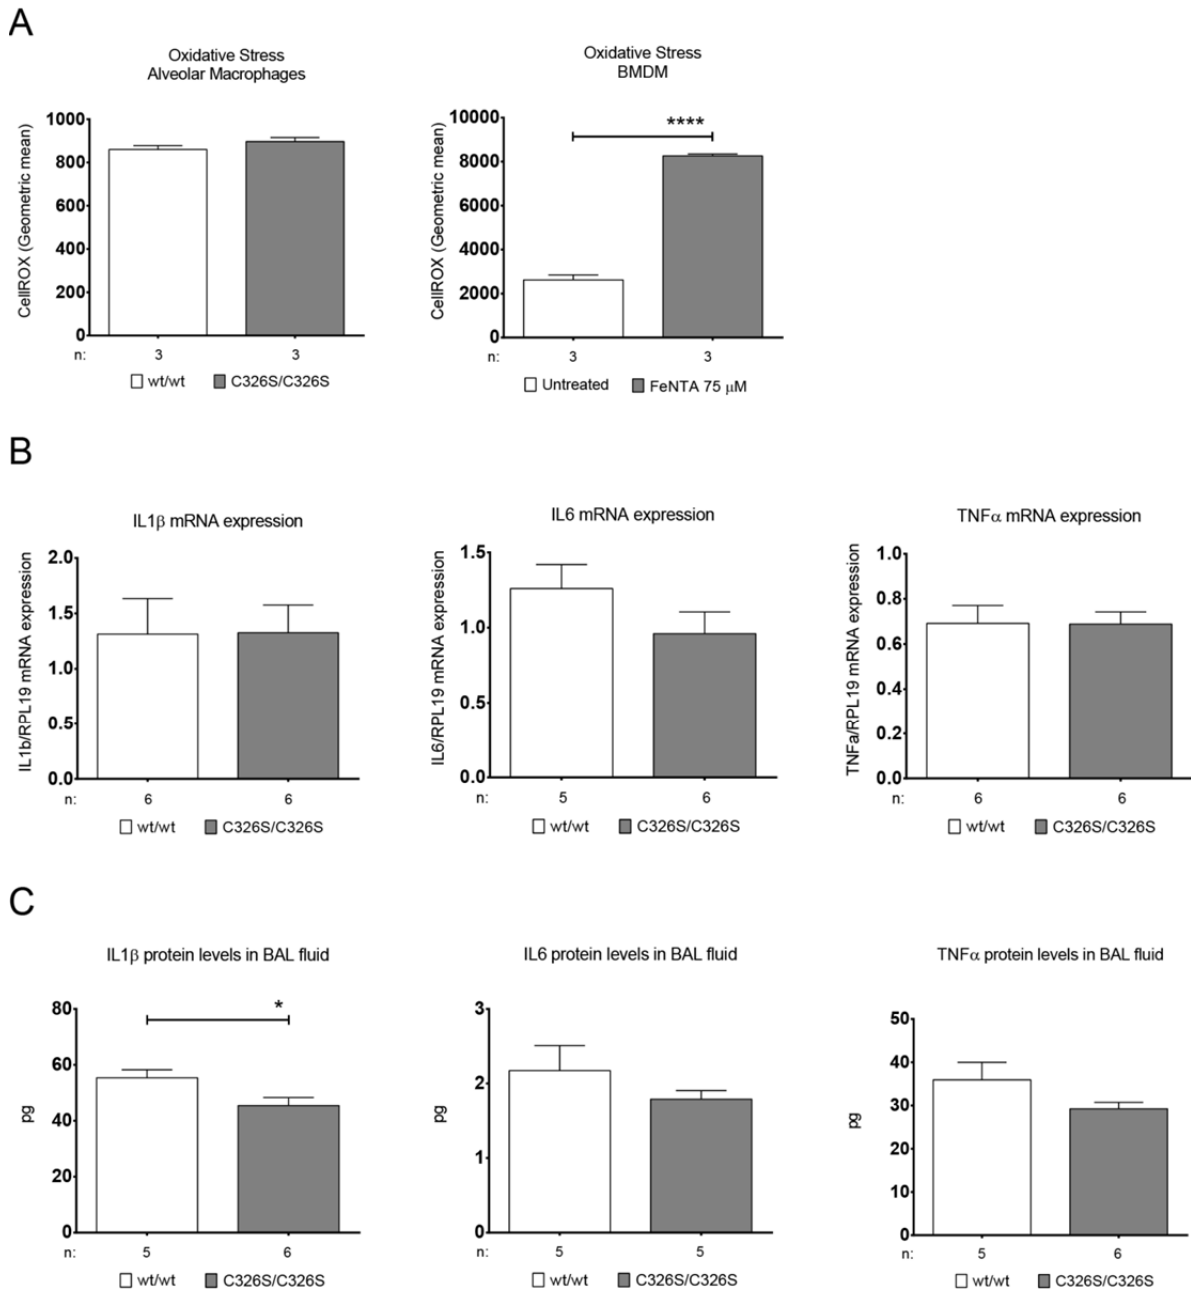 A
Oxidative Stress
Alveolar Macrophages
CellROX (Geometric mean)
1000
800
600
400
200
0
n: 3 3
wt/wt C326S/C326S
Oxidative Stress
BMDM
CellROX (Geometric mean)
10000
8000
6000
4000
2000
0
****
n: 3 3
Untreated FeNTA 75 μM
B
IL1β mRNA expression
IL1b/RPL19 mRNA expression
2.0
1.5
1.0
0.5
0.0
n: 6 6
wt/wt C326S/C326S
IL6 mRNA expression
IL6/RPL19 mRNA expression
1.5
1.0
0.5
0.0
n: 5 6
wt/wt C326S/C326S
TNFα mRNA expression
TNFa/RPL19 mRNA expression
1.0
0.8
0.6
0.4
0.2
0.0
n: 6 6
wt/wt C326S/C326S
C
IL1β protein levels in BAL fluid
pg
80
60
40
20
0
*
n: 5 6
wt/wt C326S/C326S
IL6 protein levels in BAL fluid
pg
3
2
1
0
n: 5 5
wt/wt C326S/C326S
TNFα protein levels in BAL fluid
pg
50
40
30
20
10
0
n: 5 6
wt/wt C326S/C326S